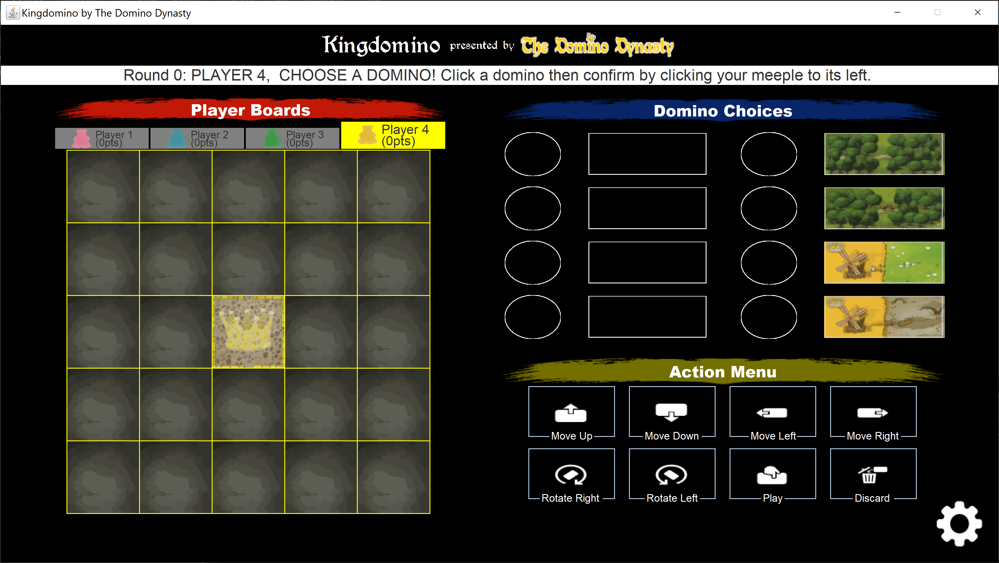 Kingdomino by The Domino Dynasty
Kingdomino presented by The Domino Dynasty
Round 0: PLAYER 4, CHOOSE A DOMINO! Click a domino then confirm by clicking your meeple to its left.
Player Boards
Player 1
(0pts)
Player 2
(0pts)
Player 3
(0pts)
Player 4
(0pts)
Domino Choices
Action Menu
Move Up
Move Down
Move Left
Move Right
Rotate Right
Rotate Left
Play
Discard